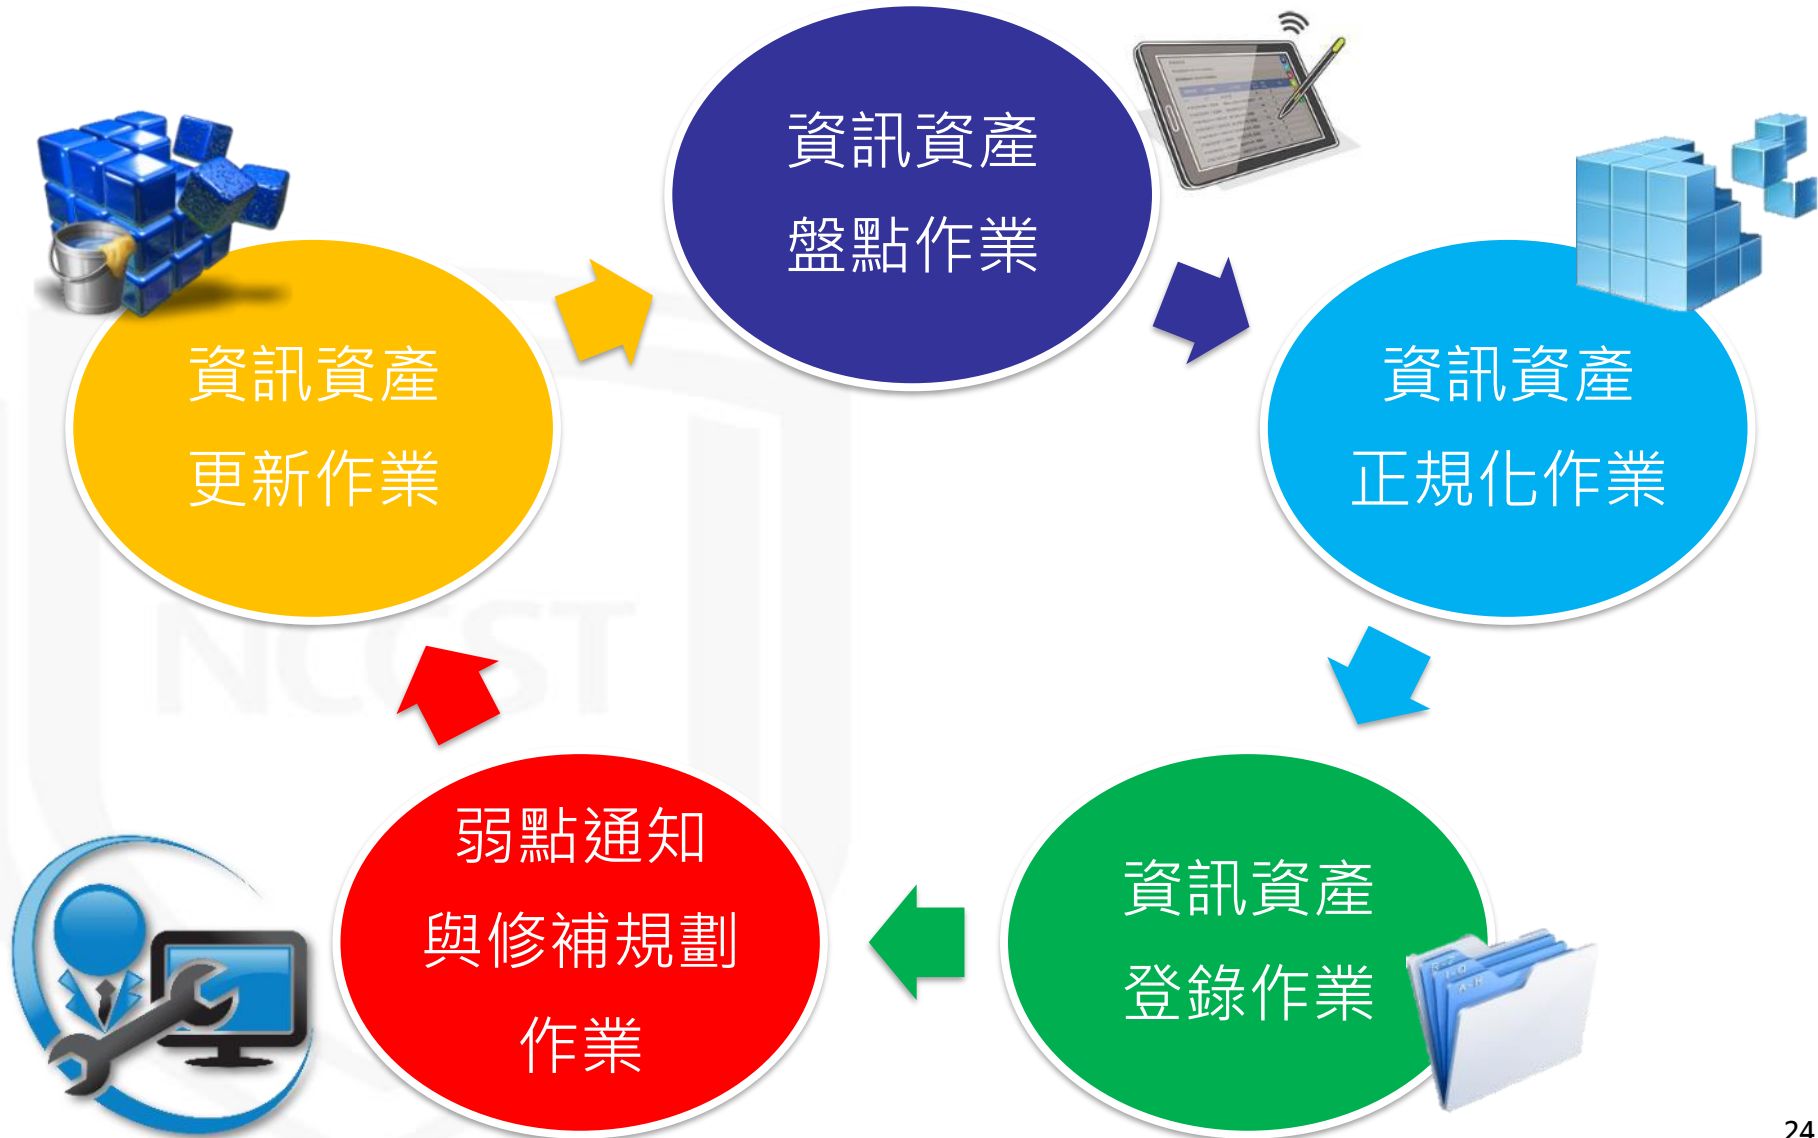 資訊資產
盤點作業
資訊資產
正規化作業
資訊資產
登錄作業
弱點通知
與修補規劃
作業
資訊資產
更新作業
NCCST
R-Z
I-Q
A-H
24